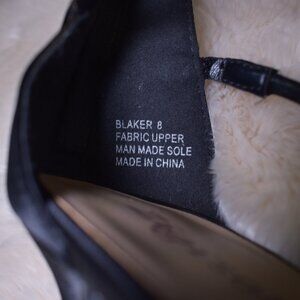 BLAKER 8
FABRIC UPPER
MAN MADE SOLE
MADE IN CHINA